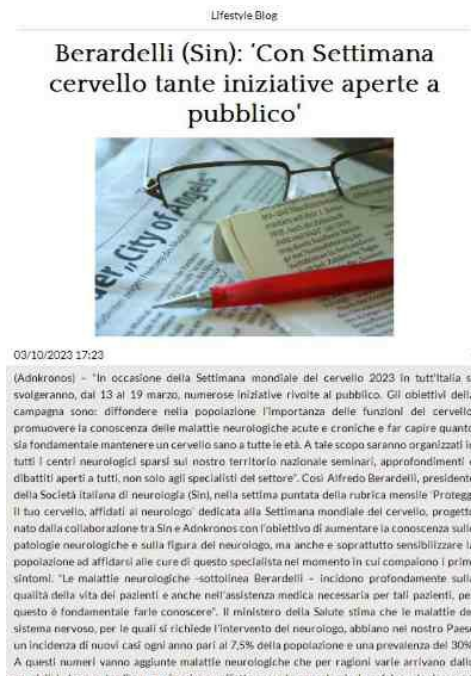 Lifestyle Blog
Berardelli (Sin): 'Con Settimana
cervello tante iniziative aperte a
pubblico'
er „City of Angels"
03/10/2023 17:23
(Adnkronos) – "In occasione della Settimana mondiale del cervello 2023 in tutt'Italia si
svolgeranno, dal 13 al 19 marzo, numerose iniziative rivolte al pubblico. Gli obiettivi della
campagna sono: diffondere nella popolazione l'importanza delle funzioni del cervello,
promuovere la conoscenza delle malattie neurologiche acute e croniche e far capire quanto
sia fondamentale mantenere un cervello sano a tutte le età. A tale scopo saranno organizzati in
tutti i centri neurologici sparsi sul nostro territorio nazionale seminari, approfondimenti e
dibattiti aperti a tutti, non solo agli specialisti del settore". Così Alfredo Berardelli, presidente
della Società italiana di neurologia (Sin), nella settima puntata della rubrica mensile 'Protegg
il tuo cervello, affidati al neurologo' dedicata alla Settimana mondiale del cervello, progetto
nato dalla collaborazione tra Sin e Adnkronos con l'obiettivo di aumentare la conoscenza sulle
patologie neurologiche e sulla figura del neurologo, ma anche e soprattutto sensibilizzare la
popolazione ad affidarsi alle cure di questo specialista nel momento in cui compaiono i primi
sintomi. "Le malattie neurologiche -sottolinea Berardelli – incidono profondamente sulla
qualità della vita dei pazienti e anche nell'assistenza medica necessaria per tali pazienti, per
questo è fondamentale farle conoscere". Il ministero della Salute stima che le malattie del
sistema nervoso, per le quali si richiede l'intervento del neurologo, abbiano nel nostro Paese
un incidenza di nuovi casi ogni anno pari al 7,5% della popolazione e una prevalenza del 30%
A questi numeri vanno aggiunte malattie neurologiche che per ragioni varie arrivano dalle